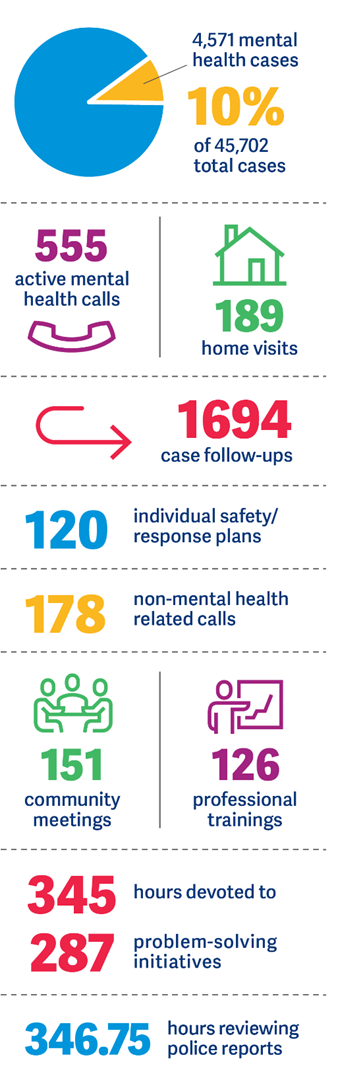 4,571 mental
health cases
10%
of 45,702
total cases
555
active mental
health calls
189
home visits
1694
case follow-ups
120
individual safety/
response plans
178
non-mental health
related calls
151
community
meetings
126
professional
trainings
345
hours devoted to
287
problem-solving
initiatives
346.75
hours reviewing
police reports